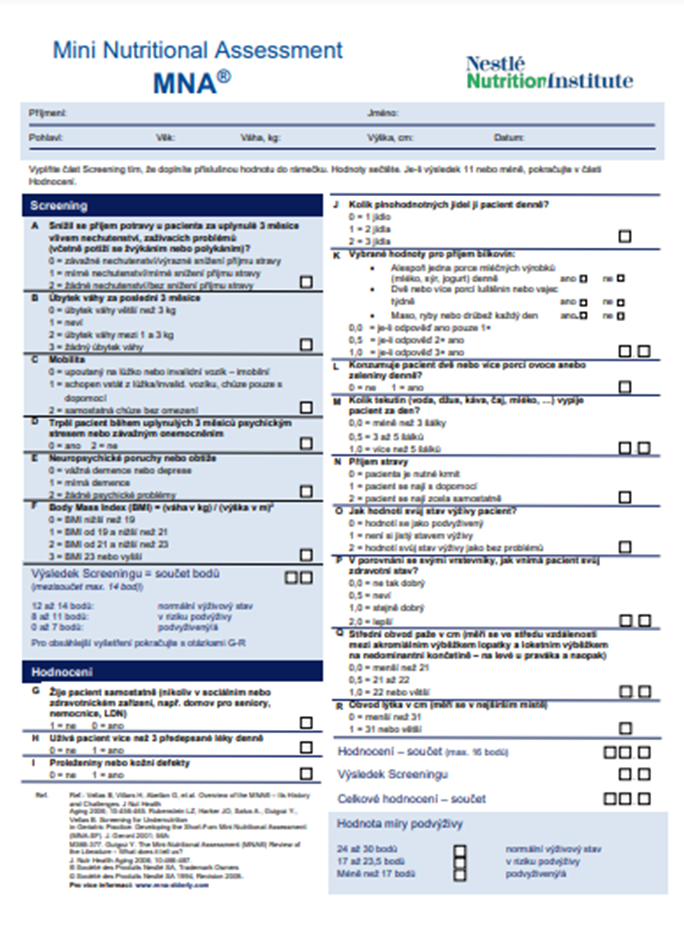 Mini Nutritional Assessment
MNA®
Nestlé
NutritionInstitute
Příjmení: Jméno:
Pohlaví: Věk: Váha, kg: Výška, cm: Datum:
Vyplňte část Screening tím, že doplníte příslušnou hodnotu do rámečku. Hodnoty sečtěte. Je-li výsledek 11 nebo méně, pokračujte v části
Hodnocení.
Screening
A Snížil se příjem potravy u pacienta za uplynulé 3 měsíce
vlivem nechutenství, zažívacích problémů
(včetně potíží se žvýkáním nebo polykáním)?
0 = závažné nechutenství/výrazné snížení příjmu stravy
1 = mírné nechutenství/mírné snížení příjmu stravy
2 = žádné nechutenství/bez snížení příjmu stravy
B Úbytek váhy za poslední 3 měsíce
0 = úbytek váhy větší než 3 kg
1 = neví
2 = úbytek váhy mezi 1 a 3 kg
3 = žádný úbytek váhy
C Mobilita
0 = upoutaný na lůžko nebo invalidní vozík – imobilní
1 = schopen vstát z lůžka/invalid. vozíku, chůze pouze s
dopomocí
2 = samostatná chůze bez omezení
D Trpěl pacient během uplynulých 3 měsíců psychickým
stresem nebo závažným onemocněním
0 = ano 2 = ne
E Neuropsychické poruchy nebo obtíže
0 = vážná demence nebo deprese
1 = mírná demence
2 = žádné psychické problémy
F Body Mass Index (BMI) = (váha v kg) / (výška v m)²
0 = BMI nižší než 19
1 = BMI od 19 a nižší než 21
2 = BMI od 21 a nižší než 23
3 = BMI 23 nebo vyšší
Výsledek Screeningu = součet bodů
(mezisoučet max. 14 bodů)
12 až 14 bodů: normální výživový stav
8 až 11 bodů: v riziku podvýživy
0 až 7 bodů: podvyživený/á
Pro obsáhlejší vyšetření pokračujte s otázkami G-R
Hodnocení
G Žije pacient samostatně (nikoliv v sociálním nebo
zdravotnickém zařízení, např. domov pro seniory,
nemocnice, LDN)
1 = ne 0 = ano
H Užívá pacient více než 3 předepsané léky denně
0 = ne 1 = ano
I Proleženiny nebo kožní defekty
0 = ne 1 = ano
Ref. Ref.: Vellas B, Villars H, Abellan G, et al. Overview of the MNA® – Its History
and Challenges. J Nut Health
Aging 2006; 10:456-465. Rubenstein LZ, Harker JO, Salva A., Guigoz Y.,
Vellas B. Screening for Undernutrition
in Geriatric Practice: Developing the Short-Form Mini Nutritional Assessment
(MNA-SF). J. Geront 2001; 56A:
M366-377. Guigoz Y. The Mini-Nutritional Assessment (MNA®) Review of
the Literature – What does it tell us?
J. Nutr Health Aging 2006; 10:466-487.
© Société des Produits Nestlé SA, Trademark Owners
© Société des Produits Nestlé SA 1994, Revision 2009.
Pro více informací: www.mna-elderly.com
J Kolik plnohodnotných jídel jí pacient denně?
0 = 1 jídlo
1 = 2 jídla
2 = 3 jídla
K Vybrané hodnoty pro příjem bílkovin:
• Alespoň jedna porce mléčných výrobků
(mléko, sýr, jogurt) denně ano ne
• Dvě nebo více porcí luštěnin nebo vajec
týdně ano ne
• Maso, ryby nebo drůbež každý den ano ne
0,0 = je-li odpověď ano pouze 1×
0,5 = je-li odpověď 2× ano
1,0 = je-li odpověď 3× ano
L Konzumuje pacient dvě nebo více porcí ovoce anebo
zeleniny denně?
0 = ne 1 = ano
M Kolik tekutin (voda, džus, káva, čaj, mléko, ...) vypije
pacient za den?
0,0 = méně než 3 šálky
0,5 = 3 až 5 šálků
1,0 = více než 5 šálků
N Příjem stravy
0 = pacienta je nutné krmit
1 = pacient se nají s dopomocí
2 = pacient se nají zcela samostatně
O Jak hodnotí svůj stav výživy pacient?
0 = hodnotí se jako podvyživený
1 = není si jistý stavem výživy
2 = hodnotí svůj stav výživy jako bez problémů
P V porovnání se svými vrstevníky, jak vnímá pacient svůj
zdravotní stav?
0,0 = ne tak dobrý
0,5 = neví
1,0 = stejně dobrý
2,0 = lepší
Q Střední obvod paže v cm (měří se ve středu vzdálenosti
mezi akromiálním výběžkem lopatky a loketním výběžkem
na nedominantní končetině – na levé u praváka a naopak)
0,0 = menší než 21
0,5 = 21 až 22
1,0 = 22 nebo větší
R Obvod lýtka v cm (měří se v nejširším místě)
0 = menší než 31
1 = 31 nebo větší
Hodnocení – součet (max. 16 bodů)
Výsledek Screeningu
Celkové hodnocení – součet
Hodnota míry podvýživy
24 až 30 bodů normální výživový stav
17 až 23,5 bodů v riziku podvýživy
Méně než 17 bodů podvyživený/á